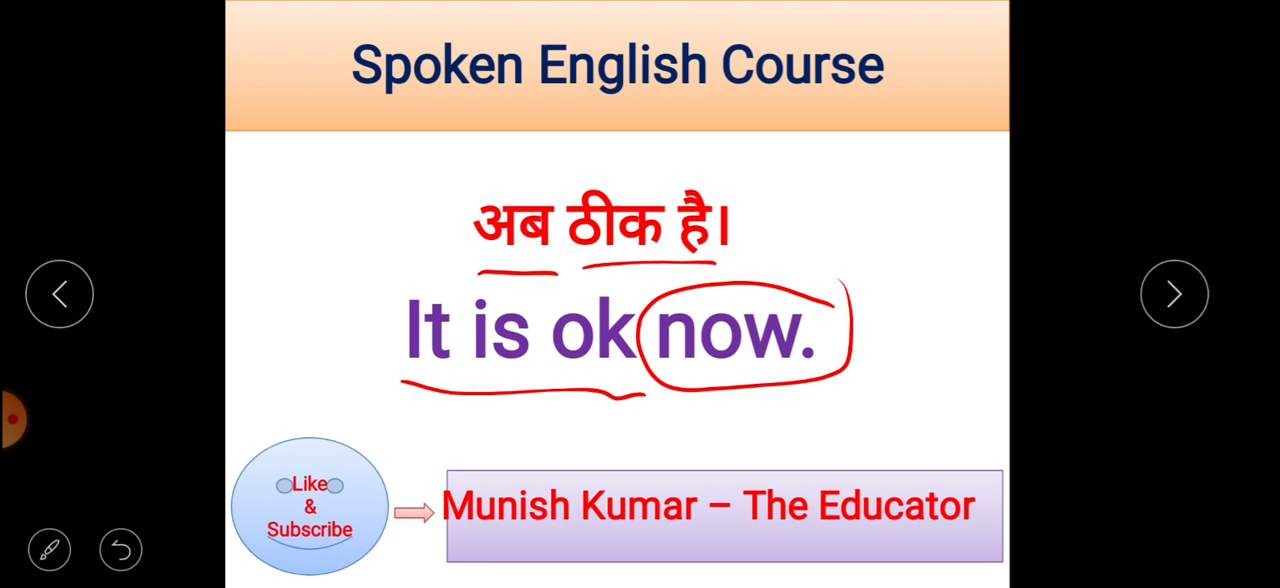 Spoken English Course
अब ठीक है।
It is ok now.
Like
&
Subscribe
Munish Kumar – The Educator